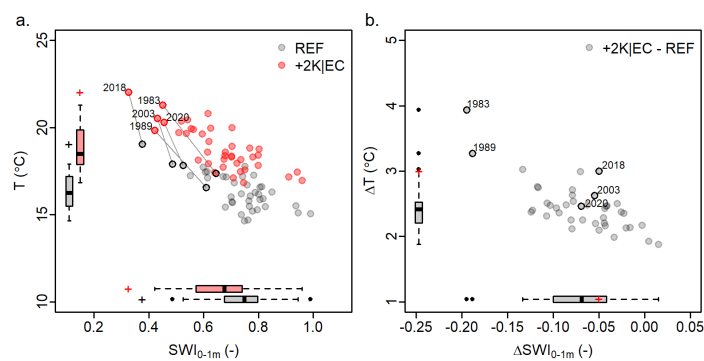 a.
REF
+2K|EC
2018
1983
2003
2020
1989
T (°C)
25
20
15
10
0.2 0.4 0.6 0.8 1.0
SWI0-1m (-)
b.
+2K|EC - REF
1983
1989
2018
2003
2020
ΔT (°C)
5
4
3
2
1
-0.25 -0.20 -0.15 -0.10 -0.05 0.00 0.05
ΔSWI0-1m (-)